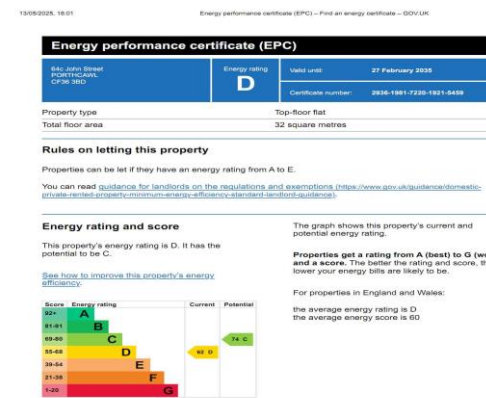 13/05/2025, 16:01
Energy performance certificate (EPC) – Find an energy certificate – GOV.UK
Energy performance certificate (EPC)
64c John Street
PORTHCAWL
CF36 3BD
Energy rating
D
Valid until: 27 February 2035
Certificate number: 2936-1981-7220-1921-5459
Property type Top-floor flat
Total floor area 32 square metres
Rules on letting this property
Properties can be let if they have an energy rating from A to E.
You can read guidance for landlords on the regulations and exemptions (https://www.gov.uk/guidance/domestic-
private-rented-property-minimum-energy-efficiency-standard-landlord-guidance).
Energy rating and score
This property's energy rating is D. It has the
potential to be C.
See how to improve this property's energy
efficiency.
Score Energy rating Current Potential
92+ A
81-91 B
69-80 C 74 C
55-68 D 62 D
39-54 E
21-38 F
1-20 G
The graph shows this property's current and
potential energy rating.
Properties get a rating from A (best) to G (wo
and a score. The better the rating and score, th
lower your energy bills are likely to be.
For properties in England and Wales:
the average energy rating is D
the average energy score is 60